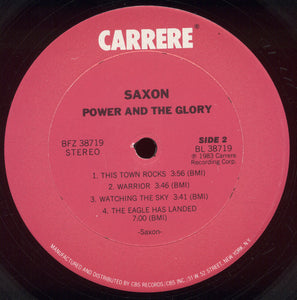 CARRERE®
SAXON
POWER AND THE GLORY
BFZ 38719
STEREO
SIDE 2
BL 38719
℗ 1983 Carrere
Recording Corp.
1. THIS TOWN ROCKS 3:56 (BMI)
2. WARRIOR 3:46 (BMI)
3. WATCHING THE SKY 3:41 (BMI)
4. THE EAGLE HAS LANDED
7:00 (BMI)
-Saxon-
MANUFACTURED AND DISTRIBUTED BY CBS RECORDS/CBS INC./51 W. 52 STREET, NEW YORK, N.Y.